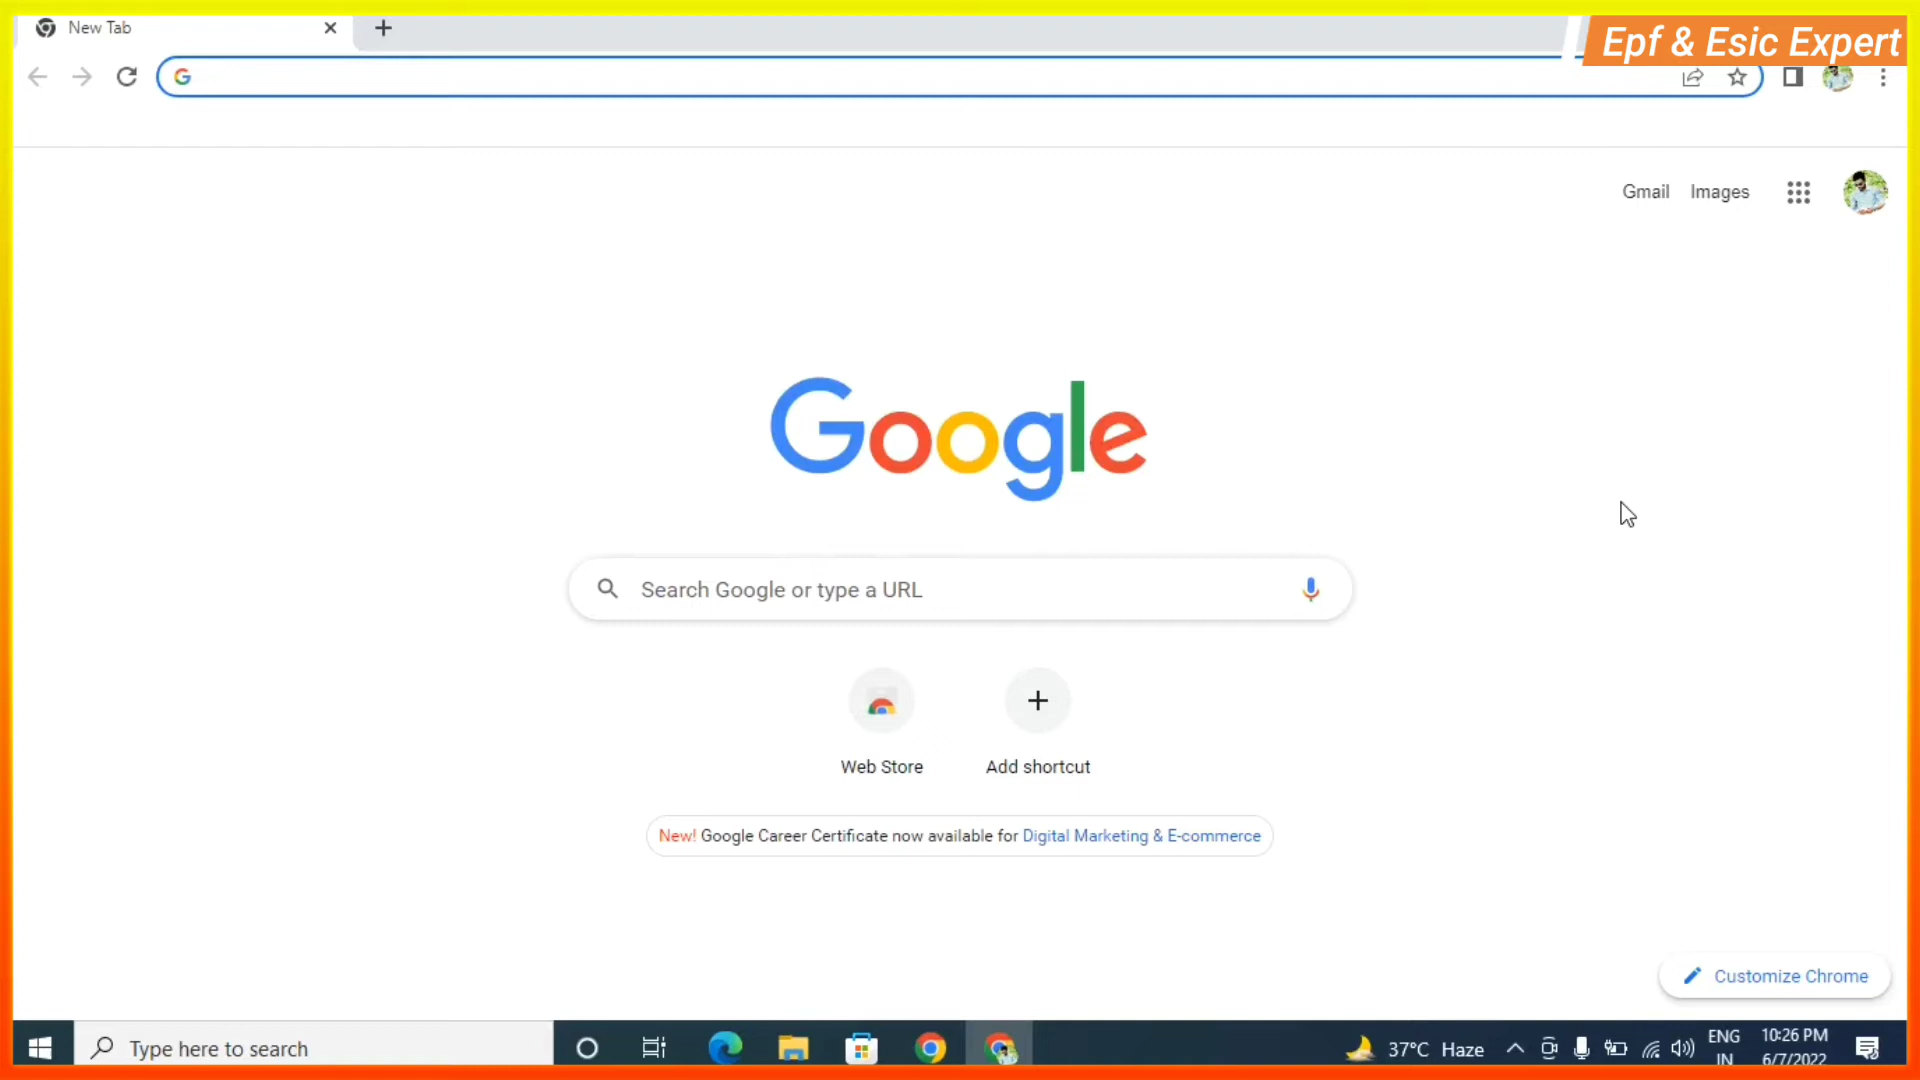 New Tab
Epf & Esic Expert
Gmail Images
Google
Search Google or type a URL
Web Store
Add shortcut
New! Google Career Certificate now available for Digital Marketing & E-commerce
Customize Chrome
Type here to search
37°C Haze
ENG
IN
10:26 PM
6/7/2022